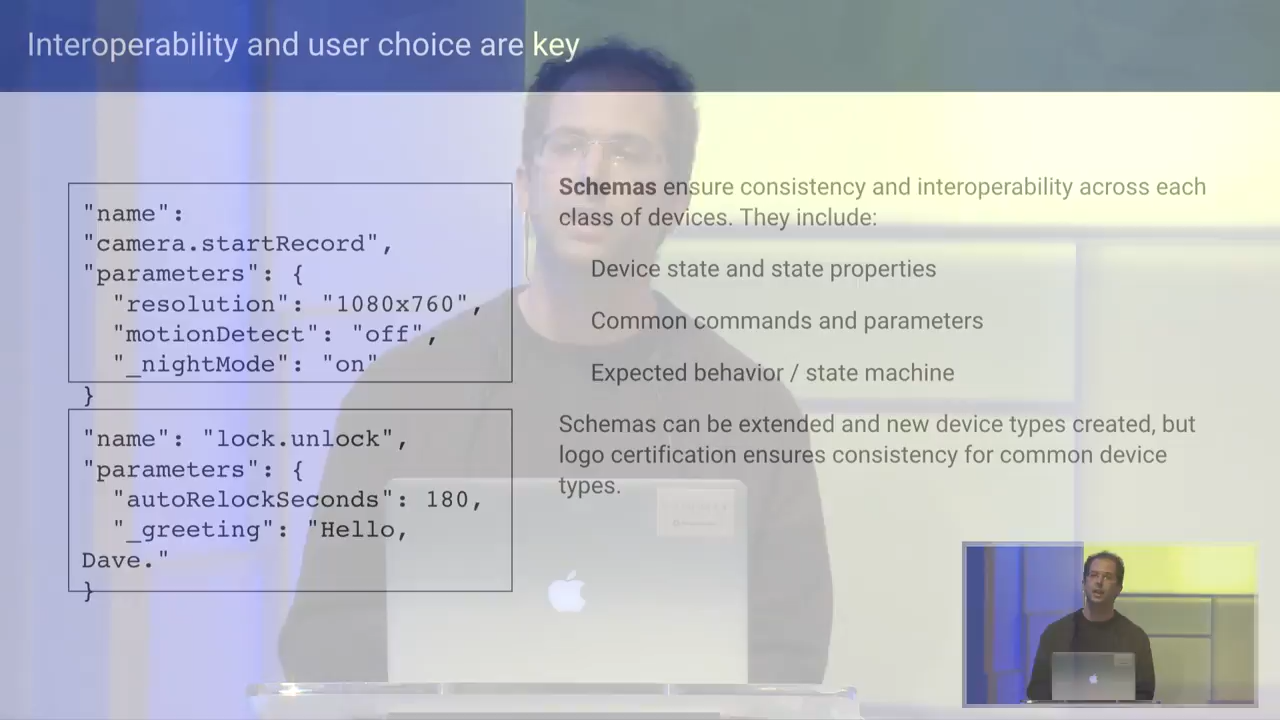 Interoperability and user choice are key
"name":
"camera.startRecord",
"parameters": {
"resolution": "1080x760",
"motionDetect": "off",
"_nightMode": "on"
}
"name": "lock.unlock",
"parameters": {
"autoRelockSeconds": 180,
"_greeting": "Hello,
Dave."
}
Schemas ensure consistency and interoperability across each
class of devices. They include:
Device state and state properties
Common commands and parameters
Expected behavior / state machine
Schemas can be extended and new device types created, but
logo certification ensures consistency for common device
types.